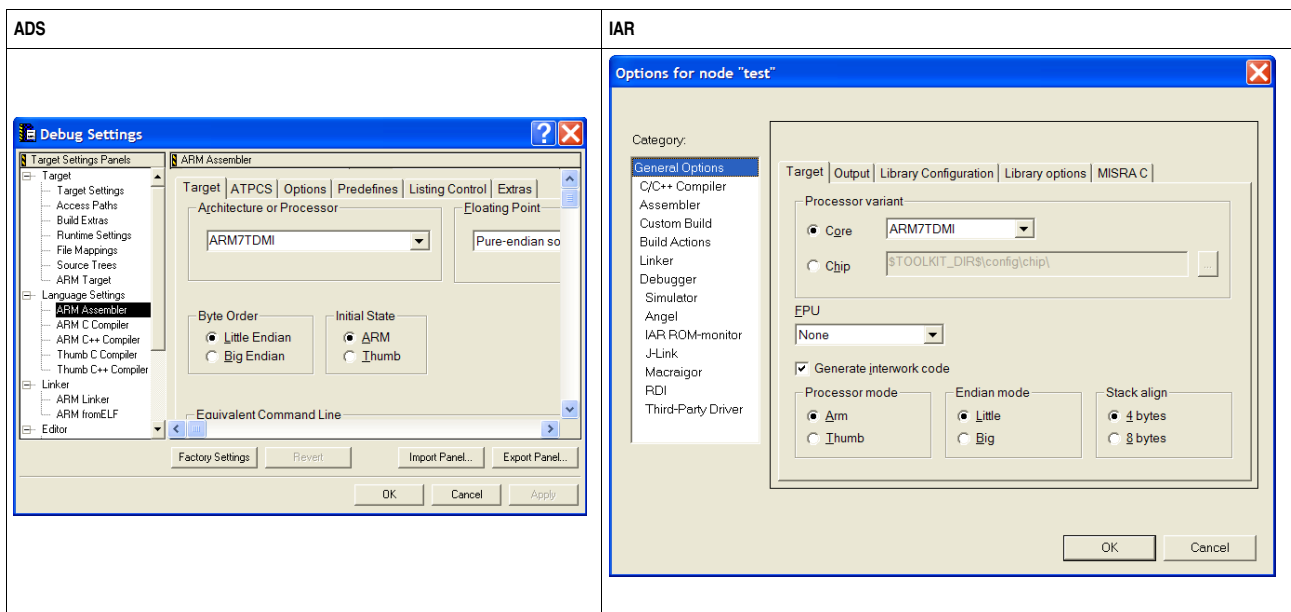 ADS
IAR
Debug Settings
Target Settings Panels
Target
Target Settings
Access Paths
Build Extras
Runtime Settings
File Mappings
Source Trees
ARM Target
Language Settings
ARM Assembler
ARM C Compiler
ARM C++ Compiler
Thumb C Compiler
Thumb C++ Compiler
Linker
ARM Linker
ARM fromELF
Editor
ARM Assembler
Target ATPCS Options Predefines Listing Control Extras
Architecture or Processor
ARM7TDMI
Floating Point
Pure-endian so
Byte Order
Little Endian
Big Endian
Initial State
ARM
Thumb
Equivalent Command Line
Factory Settings Revert Import Panel... Export Panel...
OK Cancel Apply
Options for node "test"
Category:
General Options
C/C++ Compiler
Assembler
Custom Build
Build Actions
Linker
Debugger
Simulator
Angel
IAR ROM-monitor
J-Link
Macraigor
RDI
Third-Party Driver
Target Output Library Configuration Library options MISRA C
Processor variant
Core ARM7TDMI
Chip $TOOLKIT_DIR$\config\chip\ ...
FPU
None
Generate interwork code
Processor mode
Arm
Thumb
Endian mode
Little
Big
Stack align
4 bytes
8 bytes
OK Cancel